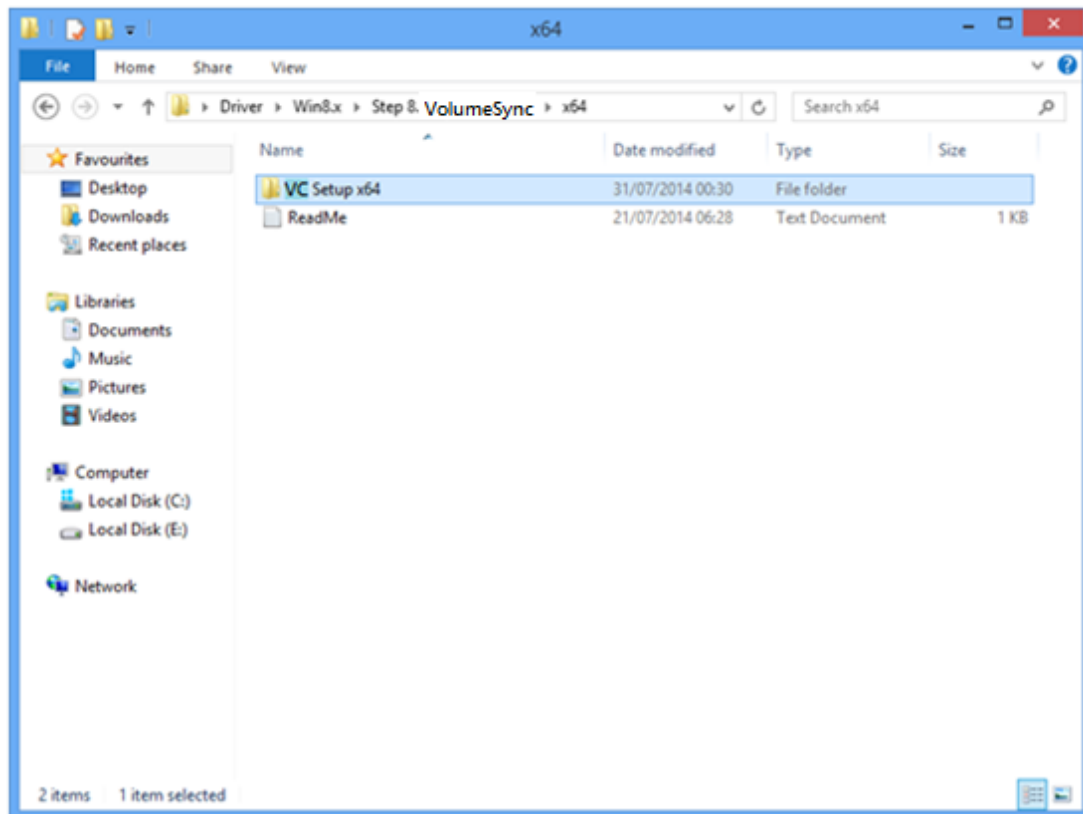 x64
File Home Share View
Driver Win8.x Step 8. VolumeSync x64 Search x64
Name Date modified Type Size
Favourites
Desktop
Downloads
Recent places
Libraries
Documents
Music
Pictures
Videos
Computer
Local Disk (C:)
Local Disk (E:)
Network
VC Setup x64 31/07/2014 00:30 File folder
ReadMe 21/07/2014 06:28 Text Document 1 KB
2 items 1 item selected